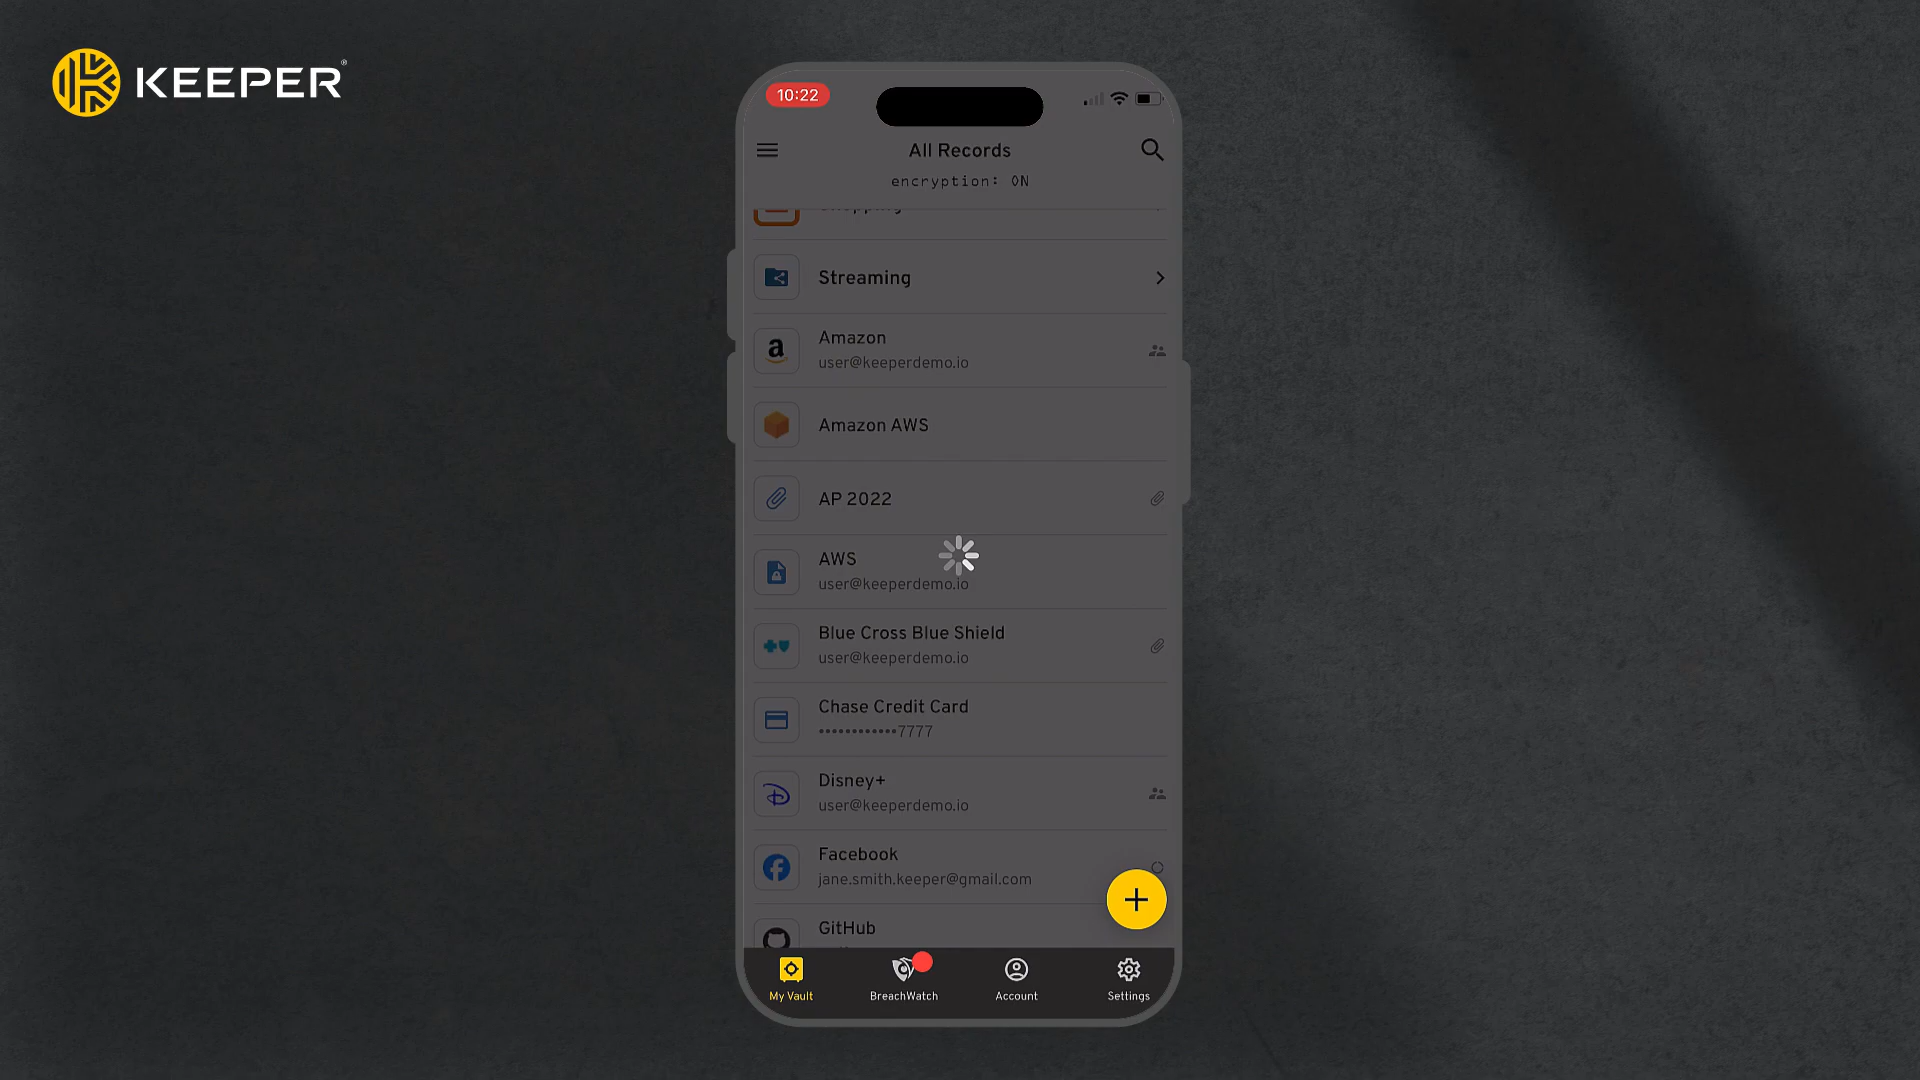 KEEPER
10:22
All Records
encryption: ON
Streaming
Amazon
user@keeperdemo.io
Amazon AWS
AP 2022
AWS
user@keeperdemo.io
Blue Cross Blue Shield
user@keeperdemo.io
Chase Credit Card
••••••••••••7777
Disney+
user@keeperdemo.io
Facebook
jane.smith.keeper@gmail.com
GitHub
My Vault
BreachWatch
Account
Settings